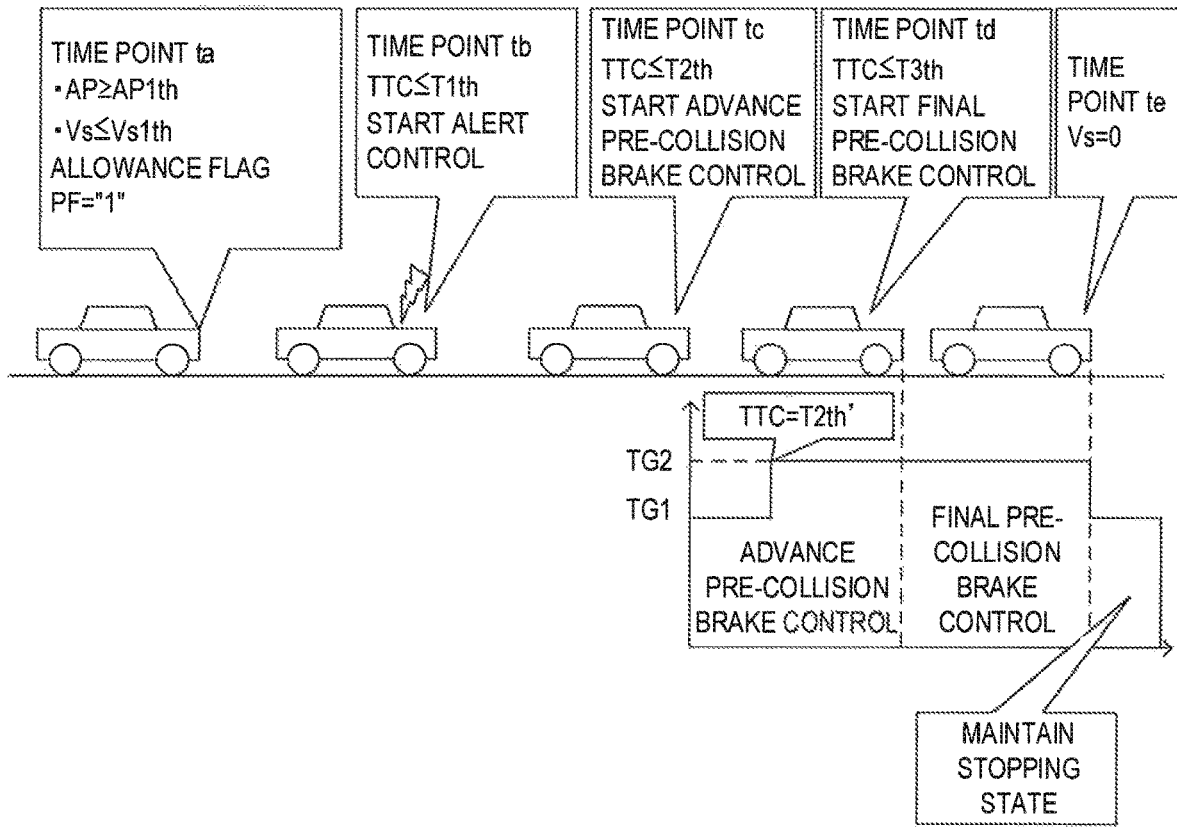 TIME POINT ta
・AP≥AP1th
・Vs≤Vs1th
ALLOWANCE FLAG
PF="1"
TIME POINT tb
TTC≤T1th
START ALERT
CONTROL
TIME POINT tc
TTC≤T2th
START ADVANCE
PRE-COLLISION
BRAKE CONTROL
TIME POINT td
TTC≤T3th
START FINAL
PRE-COLLISION
BRAKE CONTROL
TIME
POINT te
Vs=0
TTC=T2th'
TG2
TG1
ADVANCE
PRE-COLLISION
BRAKE CONTROL
FINAL PRE-
COLLISION
BRAKE
CONTROL
MAINTAIN
STOPPING
STATE